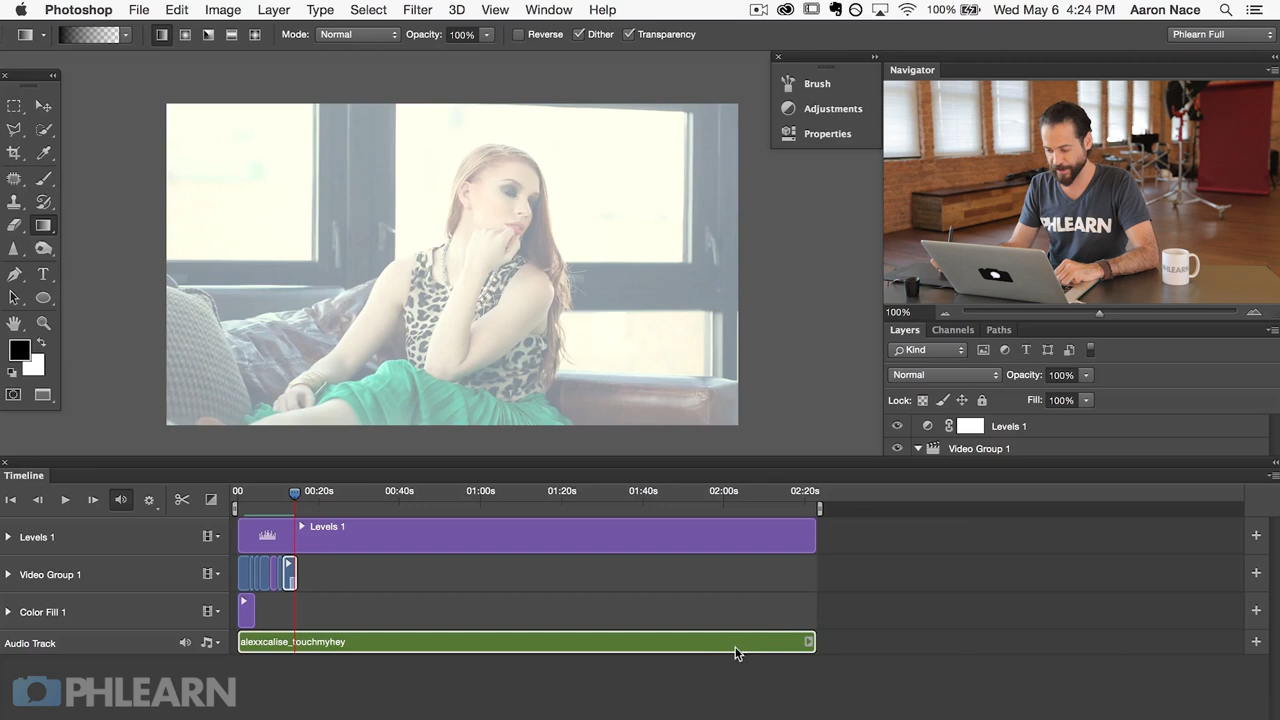 Photoshop File Edit Image Layer Type Select Filter 3D View Window Help 100% Wed May 6 4:24 PM Aaron Nace
Mode: Normal Opacity: 100% Reverse Dither Transparency Phlearn Full
Brush
Adjustments
Properties
Navigator
PHLEARN
PHLEARN
100%
Layers Channels Paths
Kind
Normal Opacity: 100%
Lock: Fill: 100%
Levels 1
Video Group 1
Timeline
00 00:20s 00:40s 01:00s 01:20s 01:40s 02:00s 02:20s
Levels 1 Levels 1
Video Group 1
Color Fill 1
Audio Track alexxcalise_touchmyhey
PHLEARN